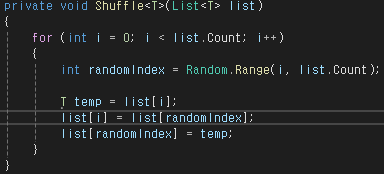 private void Shuffle<T>(List<T> list)
{
for (int i = 0; i < list.Count; i++)
{
int randomIndex = Random.Range(i, list.Count);
T temp = list[i];
list[i] = list[randomIndex];
list[randomIndex] = temp;
}
}